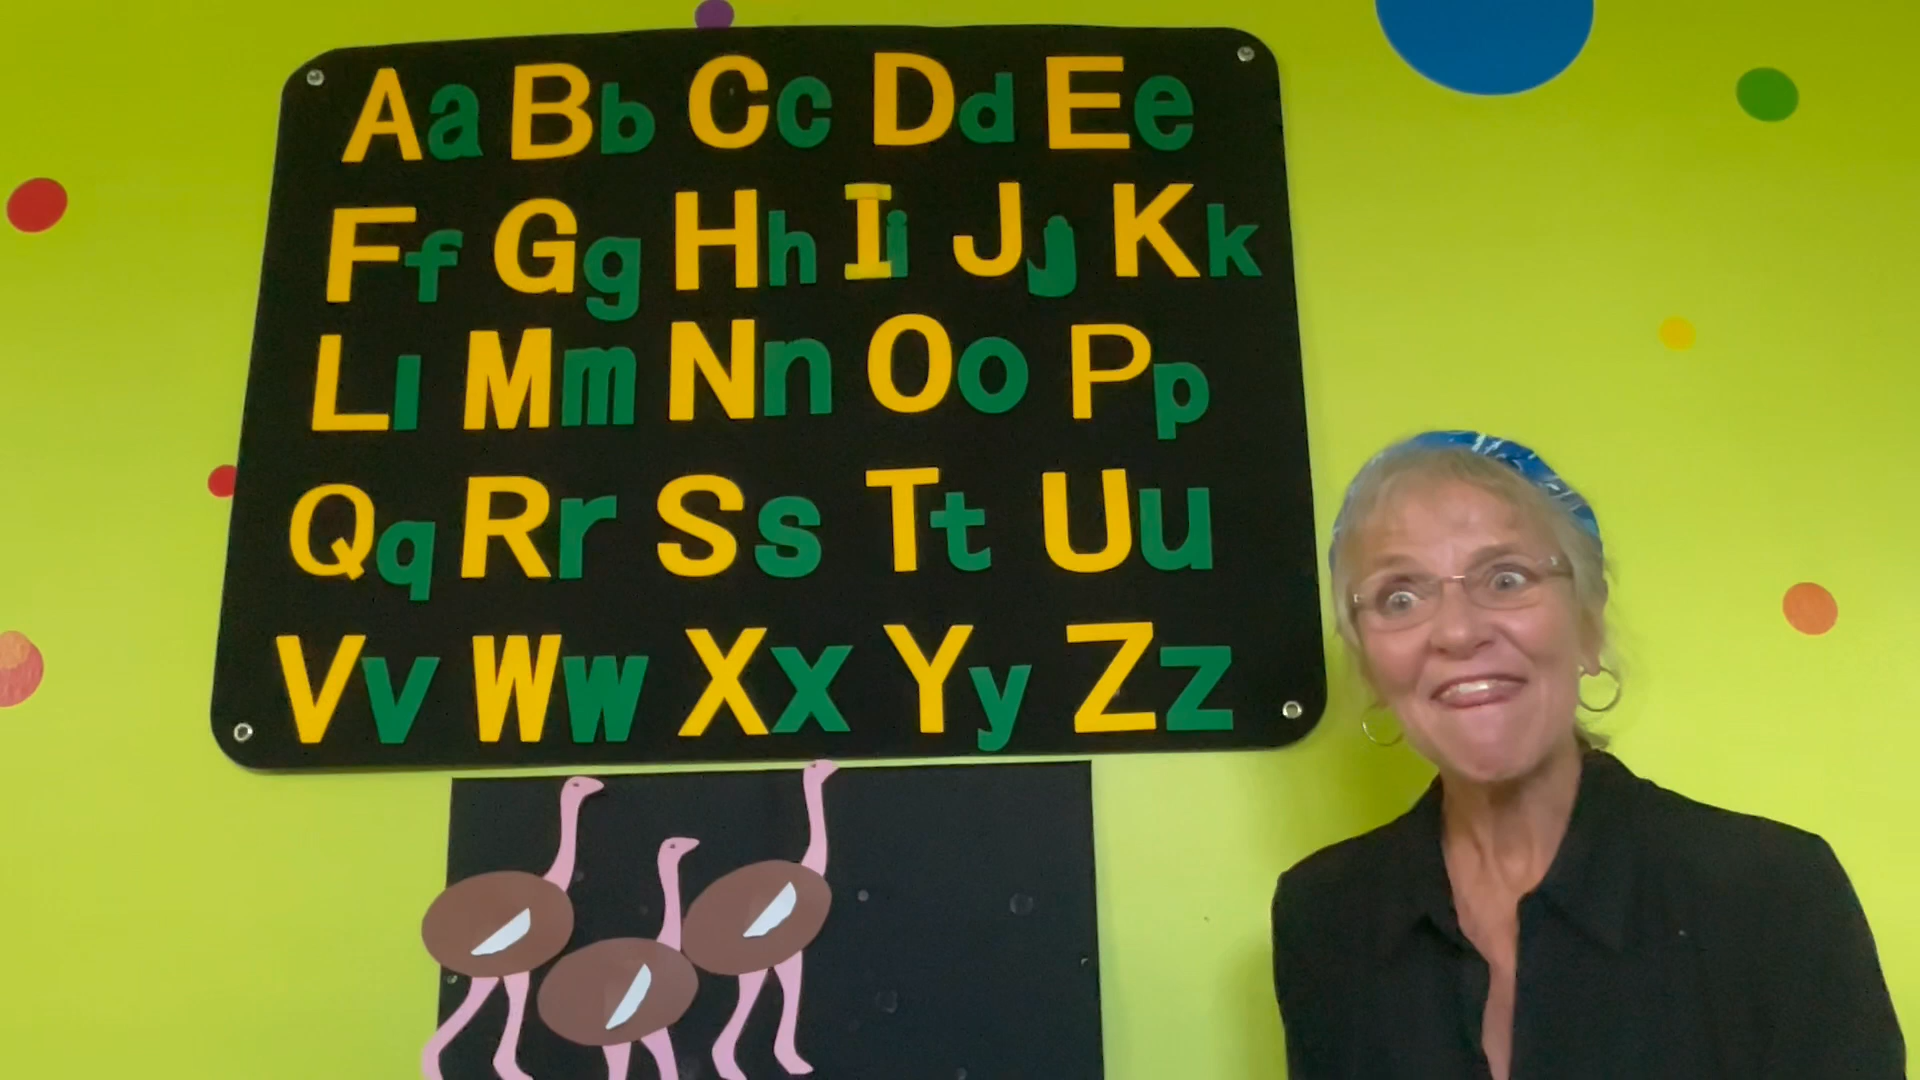 Aa Bb Cc Dd Ee
Ff Gg Hh Ii Jj Kk
Ll Mm Nn Oo Pp
Qq Rr Ss Tt Uu
Vv Ww Xx Yy Zz